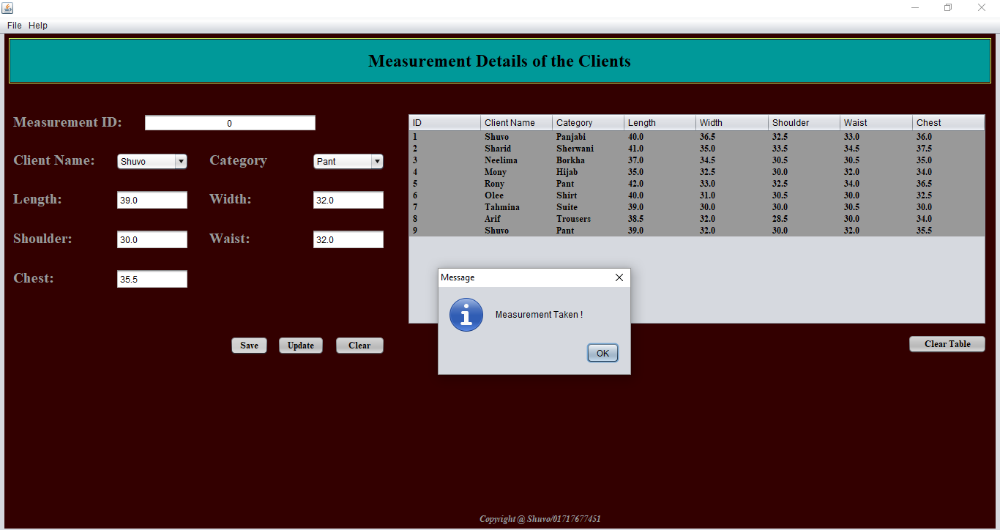 File Help
Measurement Details of the Clients
Measurement ID: 0
Client Name: Shuvo Category Pant
Length: 39.0 Width: 32.0
Shoulder: 30.0 Waist: 32.0
Chest: 35.5
Save Update Clear
ID Client Name Category Length Width Shoulder Waist Chest
1 Shuvo Panjabi 40.0 36.5 32.5 33.0 36.0
2 Sharid Sherwani 41.0 35.0 33.5 34.5 37.5
3 Neelima Borkha 37.0 34.5 30.5 30.5 35.0
4 Mony Hijab 35.0 32.5 30.0 32.0 34.0
5 Rony Pant 42.0 33.0 32.5 34.0 36.5
6 Olee Shirt 40.0 31.0 30.5 30.0 32.5
7 Tahmina Suite 39.0 30.0 30.0 30.5 30.0
8 Arif Trousers 38.5 32.0 28.5 30.0 34.0
9 Shuvo Pant 39.0 32.0 30.0 32.0 35.5
Message
Measurement Taken !
OK
Clear Table
Copyright @ Shuvo/01717677451